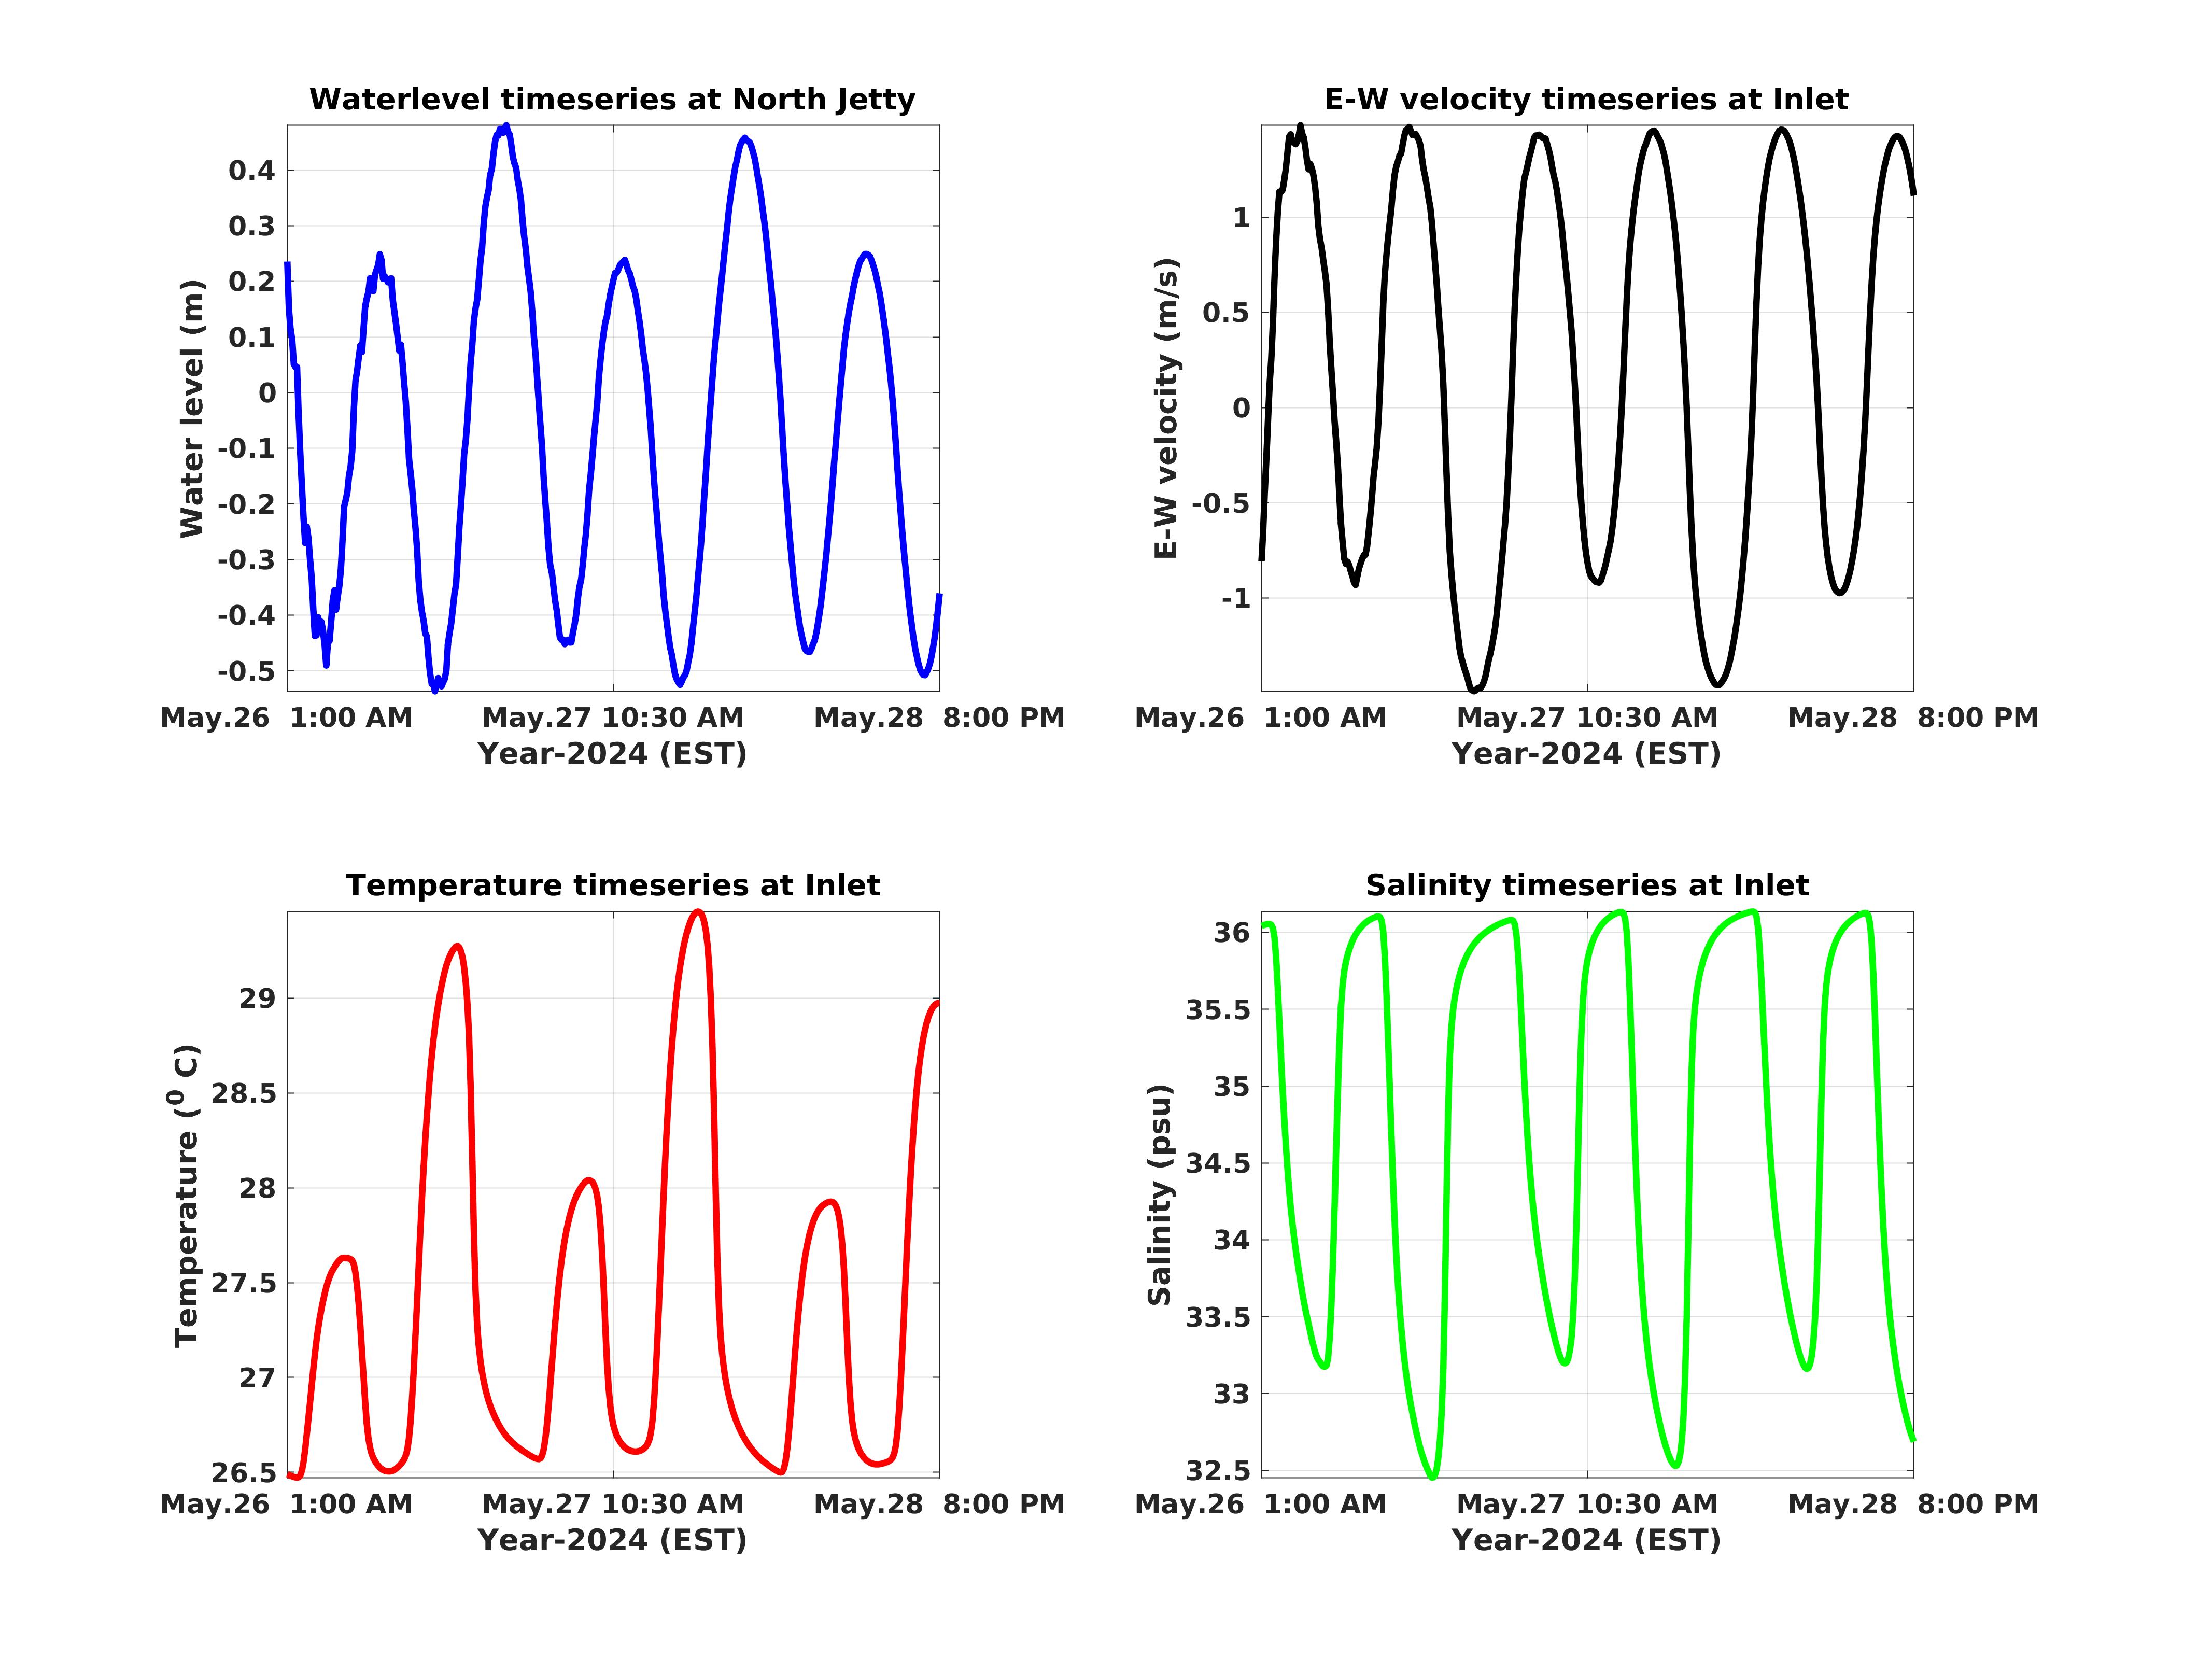 Waterlevel timeseries at North Jetty
Water level (m)
0.4
0.3
0.2
0.1
0
-0.1
-0.2
-0.3
-0.4
-0.5
May.26 1:00 AM
May.27 10:30 AM
May.28 8:00 PM
Year-2024 (EST)
E-W velocity timeseries at Inlet
E-W velocity (m/s)
1
0.5
0
-0.5
-1
May.26 1:00 AM
May.27 10:30 AM
May.28 8:00 PM
Year-2024 (EST)
Temperature timeseries at Inlet
Temperature (⁰ C)
29
28.5
28
27.5
27
26.5
May.26 1:00 AM
May.27 10:30 AM
May.28 8:00 PM
Year-2024 (EST)
Salinity timeseries at Inlet
Salinity (psu)
36
35.5
35
34.5
34
33.5
33
32.5
May.26 1:00 AM
May.27 10:30 AM
May.28 8:00 PM
Year-2024 (EST)